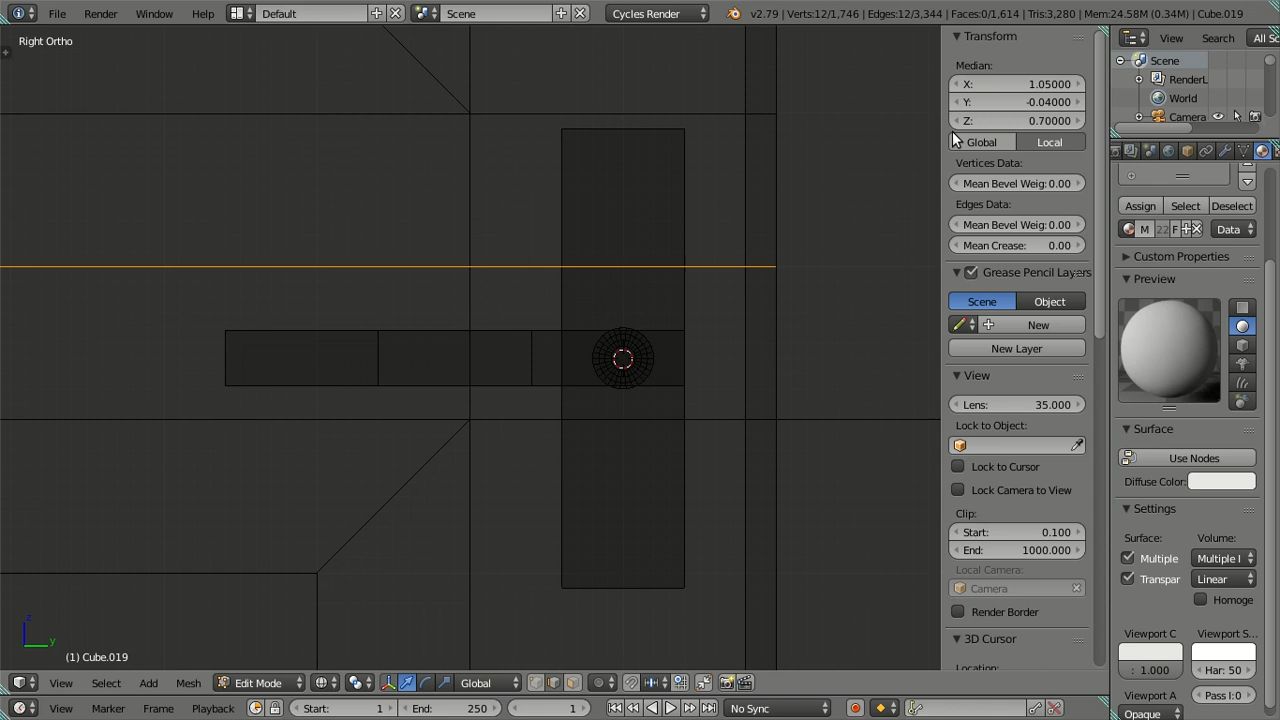 File Render Window Help Default Scene Cycles Render v2.79 | Verts:12/1,746 | Edges:12/3,344 | Faces:0/1,614 | Tris:3,280 | Mem:24.58M (0.34M) | Cube.019
Right Ortho
Transform
Median:
X: 1.05000
Y: -0.04000
Z: 0.70000
Global Local
Vertices Data:
Mean Bevel Weig: 0.00
Edges Data:
Mean Bevel Weig: 0.00
Mean Crease: 0.00
Grease Pencil Layers
Scene Object
New
New Layer
View
Lens: 35.000
Lock to Object:
Lock to Cursor
Lock Camera to View
Clip:
Start: 0.100
End: 1000.000
Local Camera:
Camera
Render Border
3D Cursor
Location:
View Search All Sc
Scene
RenderL
World
Camera
Assign Select Deselect
M 22 F Data
Custom Properties
Preview
Surface
Use Nodes
Diffuse Color:
Settings
Surface: Volume:
Multiple Multiple I
Transpar Linear
Homoge
Viewport C Viewport S...
: 1.000 Har: 50
Viewport A Pass I: 0
Opaque
z
y
(1) Cube.019
View Select Add Mesh Edit Mode Global
View Marker Frame Playback Start: 1 End: 250 1 No Sync